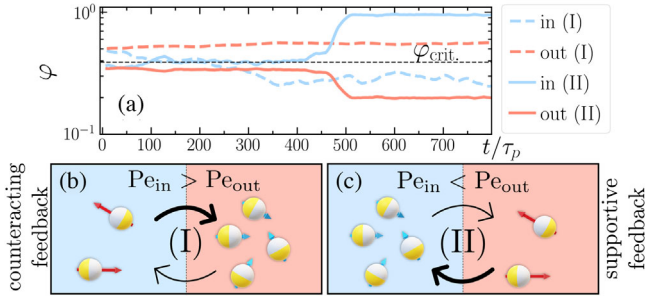 10⁰
φ
10⁻¹
(a)
φcrit.
in (I)
out (I)
in (II)
out (II)
0 100 200 300 400 500 600 700 t/τp
counteracting
feedback
(b) Pein > Peout
(I)
(c) Pein < Peout
(II)
supportive
feedback